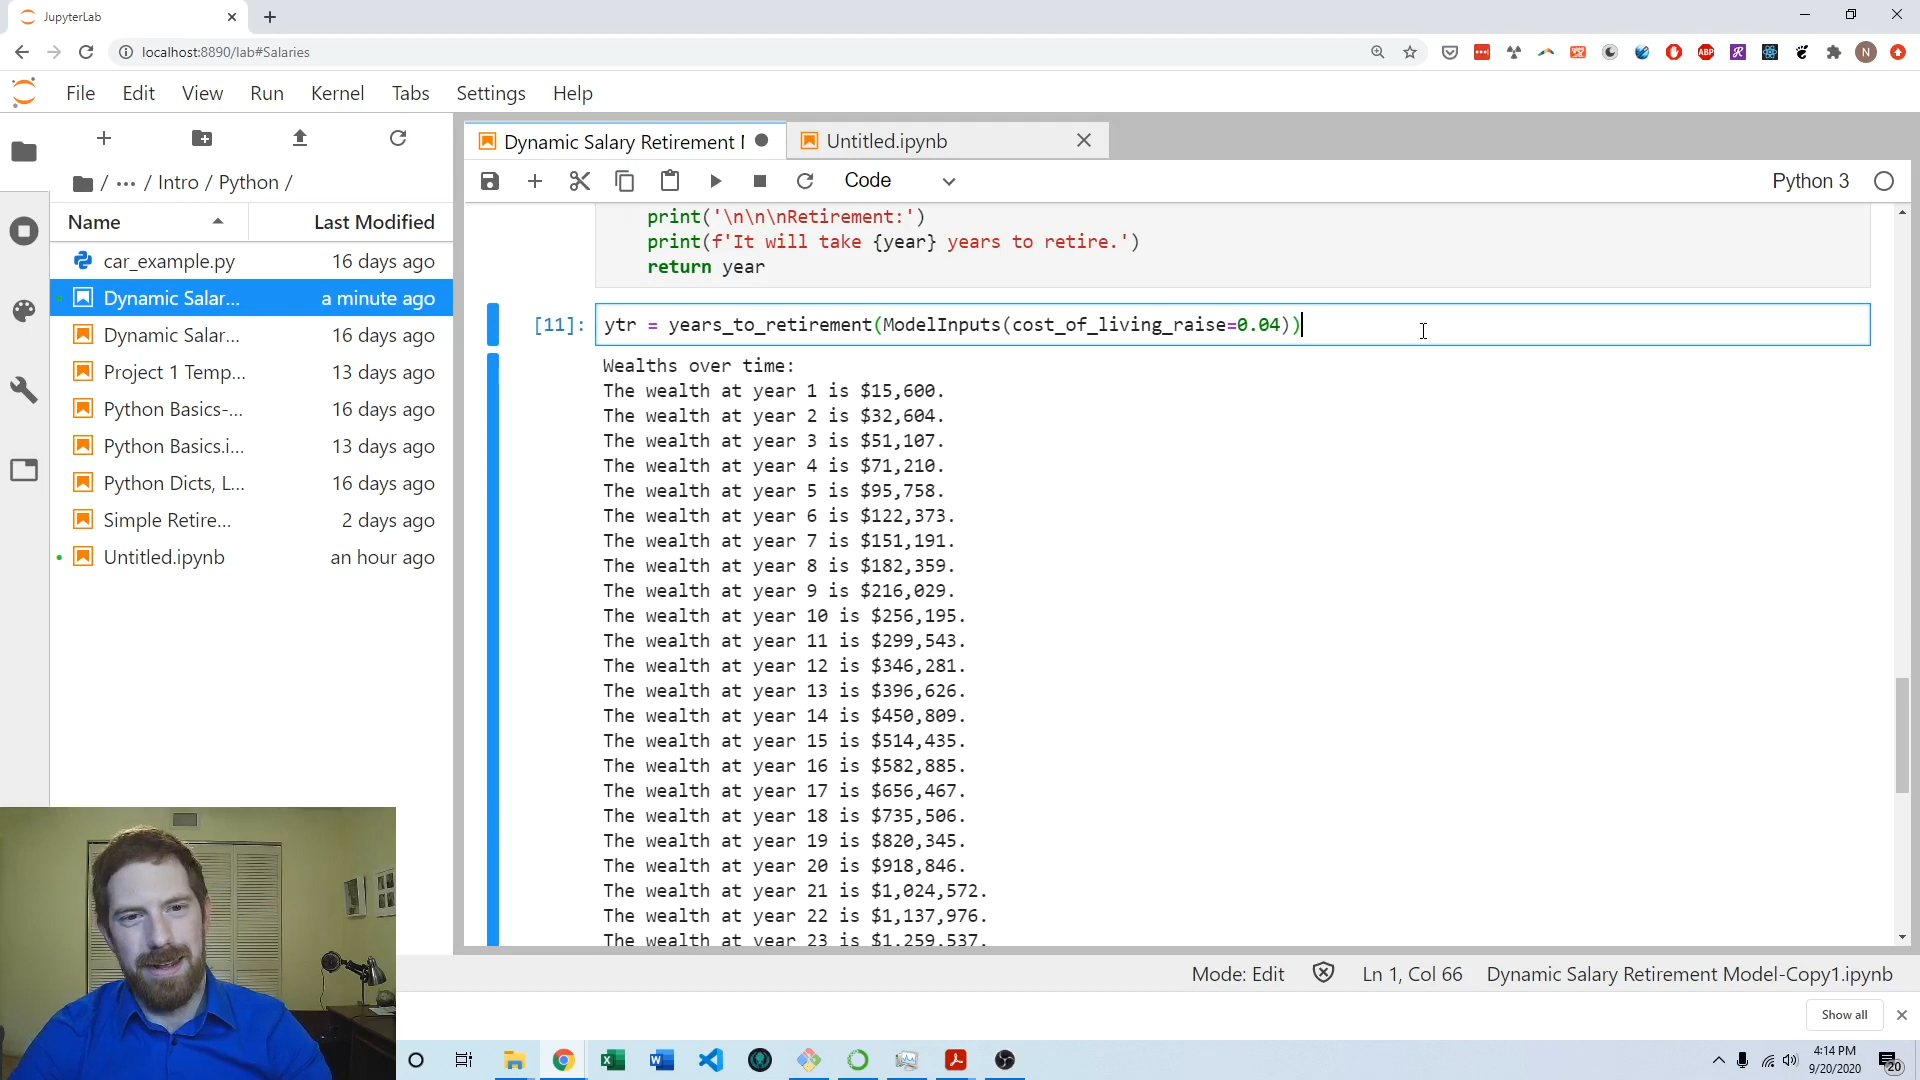 JupyterLab
localhost:8890/lab#Salaries
File Edit View Run Kernel Tabs Settings Help
/ ··· / Intro / Python /
Name Last Modified
car_example.py 16 days ago
Dynamic Salar... a minute ago
Dynamic Salar... 16 days ago
Project 1 Temp... 13 days ago
Python Basics-... 16 days ago
Python Basics.i... 13 days ago
Python Dicts, L... 16 days ago
Simple Retire... 2 days ago
Untitled.ipynb an hour ago
Dynamic Salary Retirement I Untitled.ipynb
Code Python 3
print('\n\n\nRetirement:')
print(f'It will take {year} years to retire.')
return year
[11]: ytr = years_to_retirement(ModelInputs(cost_of_living_raise=0.04))
Wealths over time:
The wealth at year 1 is $15,600.
The wealth at year 2 is $32,604.
The wealth at year 3 is $51,107.
The wealth at year 4 is $71,210.
The wealth at year 5 is $95,758.
The wealth at year 6 is $122,373.
The wealth at year 7 is $151,191.
The wealth at year 8 is $182,359.
The wealth at year 9 is $216,029.
The wealth at year 10 is $256,195.
The wealth at year 11 is $299,543.
The wealth at year 12 is $346,281.
The wealth at year 13 is $396,626.
The wealth at year 14 is $450,809.
The wealth at year 15 is $514,435.
The wealth at year 16 is $582,885.
The wealth at year 17 is $656,467.
The wealth at year 18 is $735,506.
The wealth at year 19 is $820,345.
The wealth at year 20 is $918,846.
The wealth at year 21 is $1,024,572.
The wealth at year 22 is $1,137,976.
The wealth at year 23 is $1,259,537.
Mode: Edit Ln 1, Col 66 Dynamic Salary Retirement Model-Copy1.ipynb
Show all
4:14 PM
9/20/2020
20